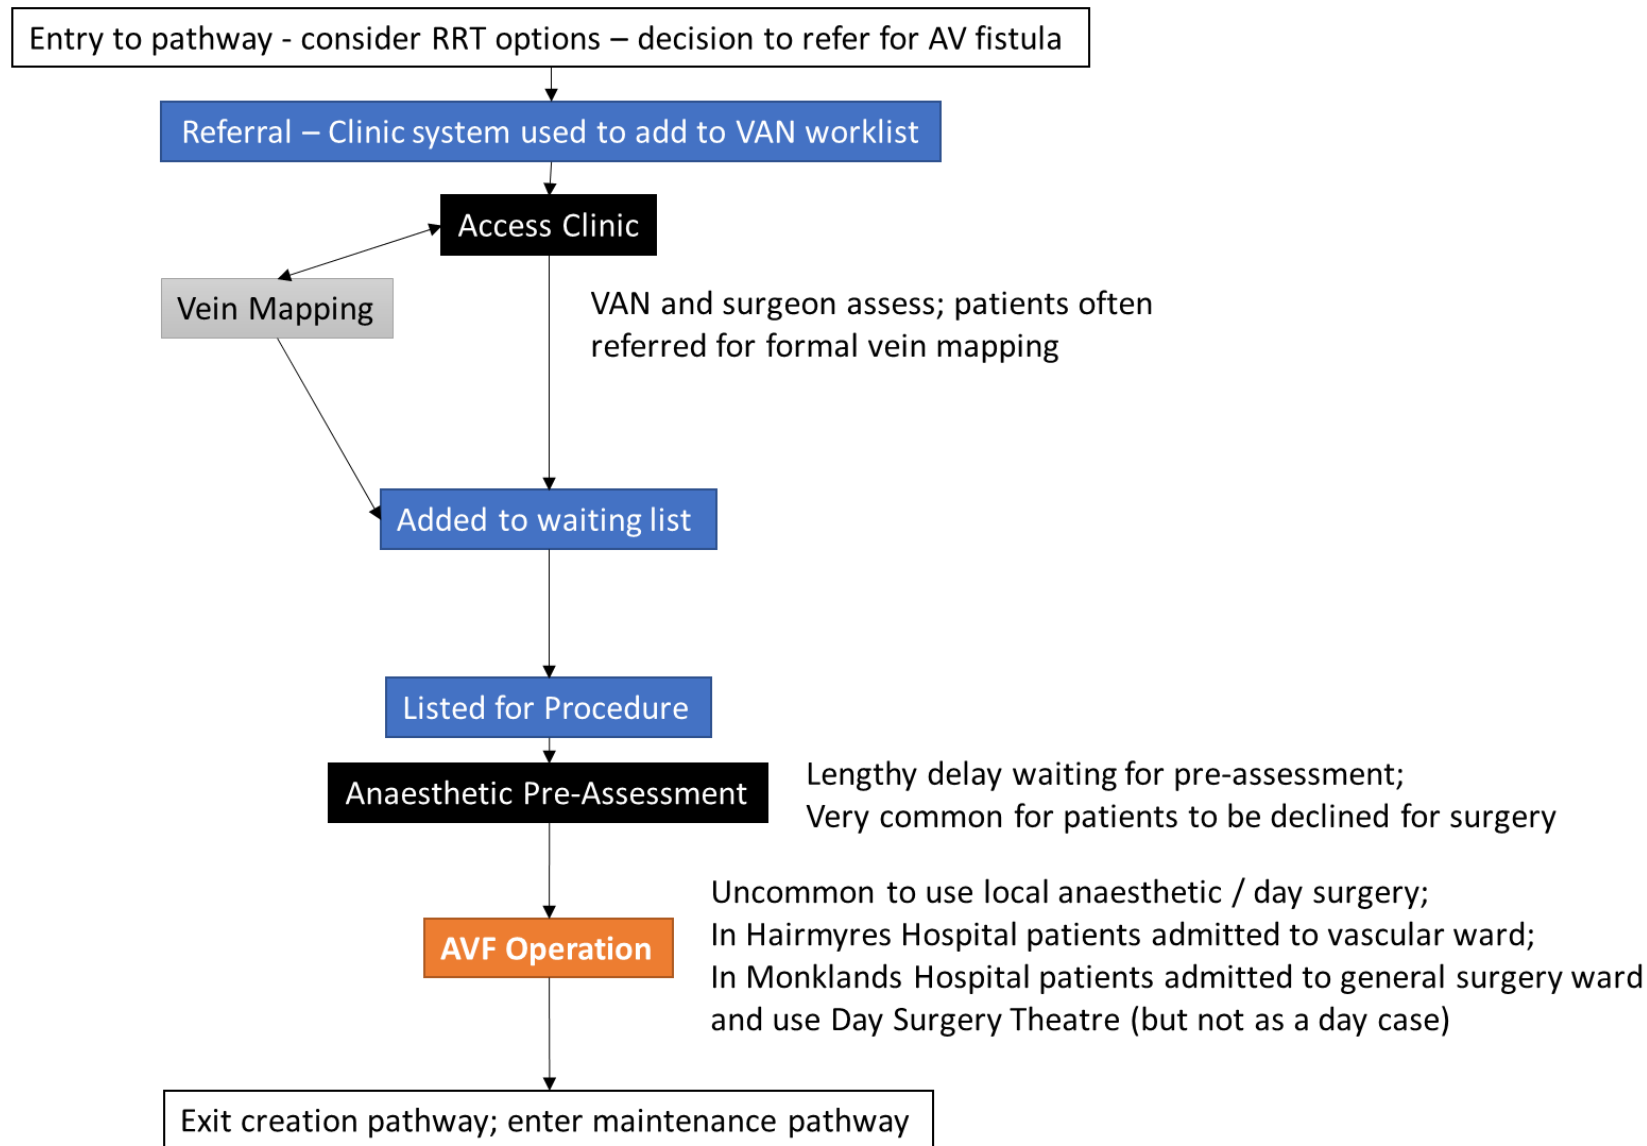 Entry to pathway - consider RRT options – decision to refer for AV fistula
Referral – Clinic system used to add to VAN worklist
Access Clinic
Vein Mapping
VAN and surgeon assess; patients often
referred for formal vein mapping
Added to waiting list
Listed for Procedure
Anaesthetic Pre-Assessment
Lengthy delay waiting for pre-assessment;
Very common for patients to be declined for surgery
Uncommon to use local anaesthetic / day surgery;
In Hairmyres Hospital patients admitted to vascular ward;
In Monklands Hospital patients admitted to general surgery ward
and use Day Surgery Theatre (but not as a day case)
AVF Operation
Exit creation pathway; enter maintenance pathway